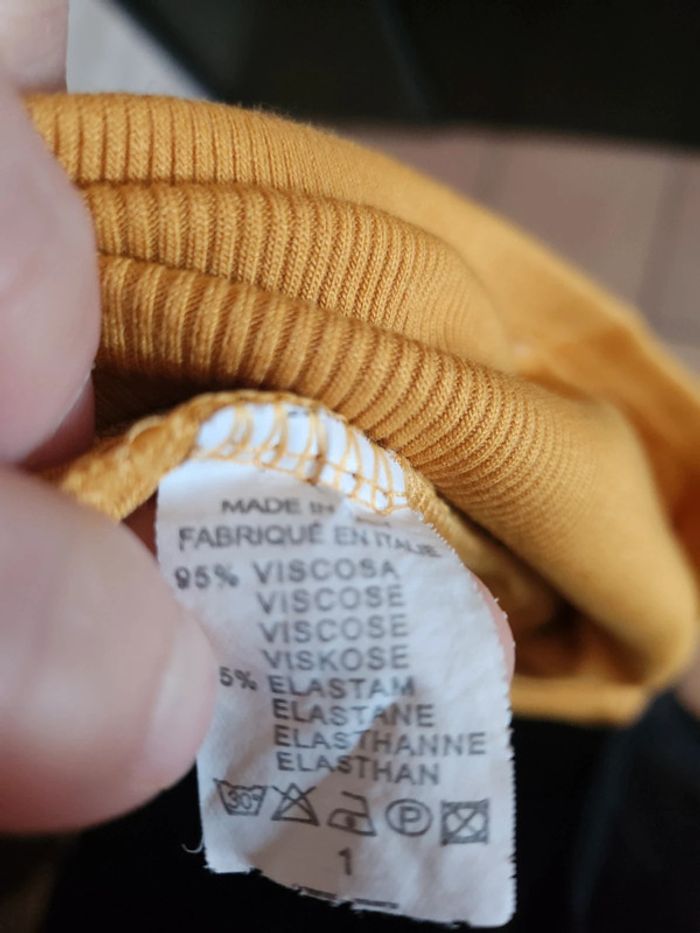 MADE IN
FABRIQUÉ EN ITALIE
95% VISCOSA
VISCOSE
VISCOSE
VISKOSE
5% ELASTAM
ELASTANE
ELASTHANNE
ELASTHAN
30° P
1